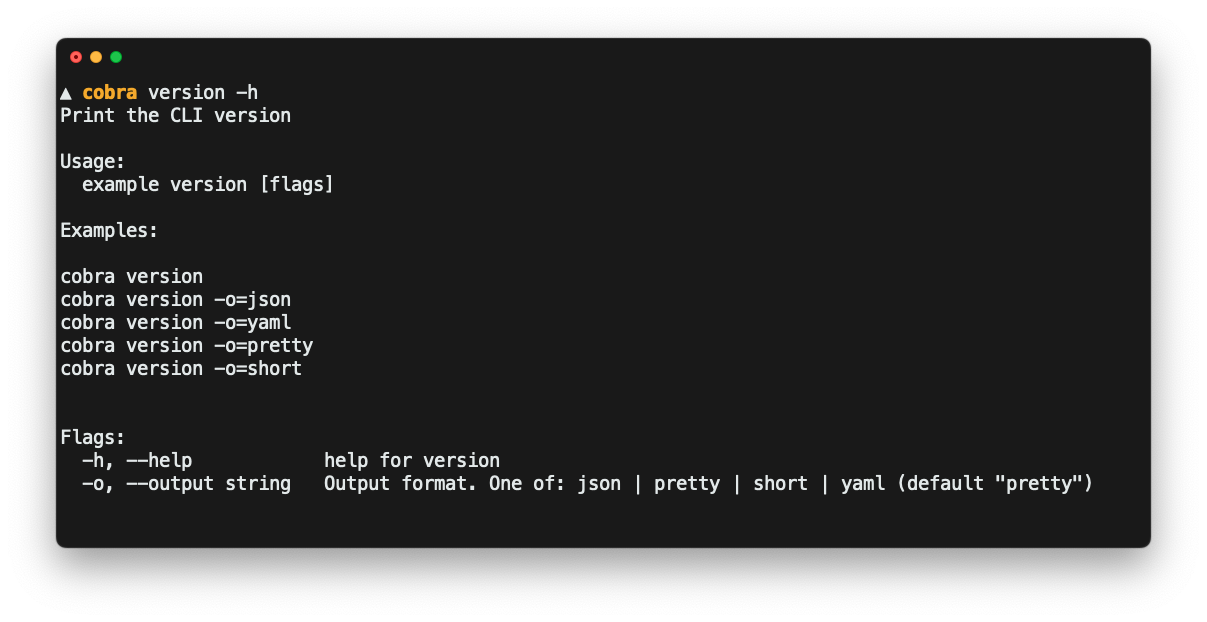 ▲ cobra version -h
Print the CLI version

Usage:
  example version [flags]

Examples:

cobra version
cobra version -o=json
cobra version -o=yaml
cobra version -o=pretty
cobra version -o=short


Flags:
  -h, --help            help for version
  -o, --output string   Output format. One of: json | pretty | short | yaml (default "pretty")